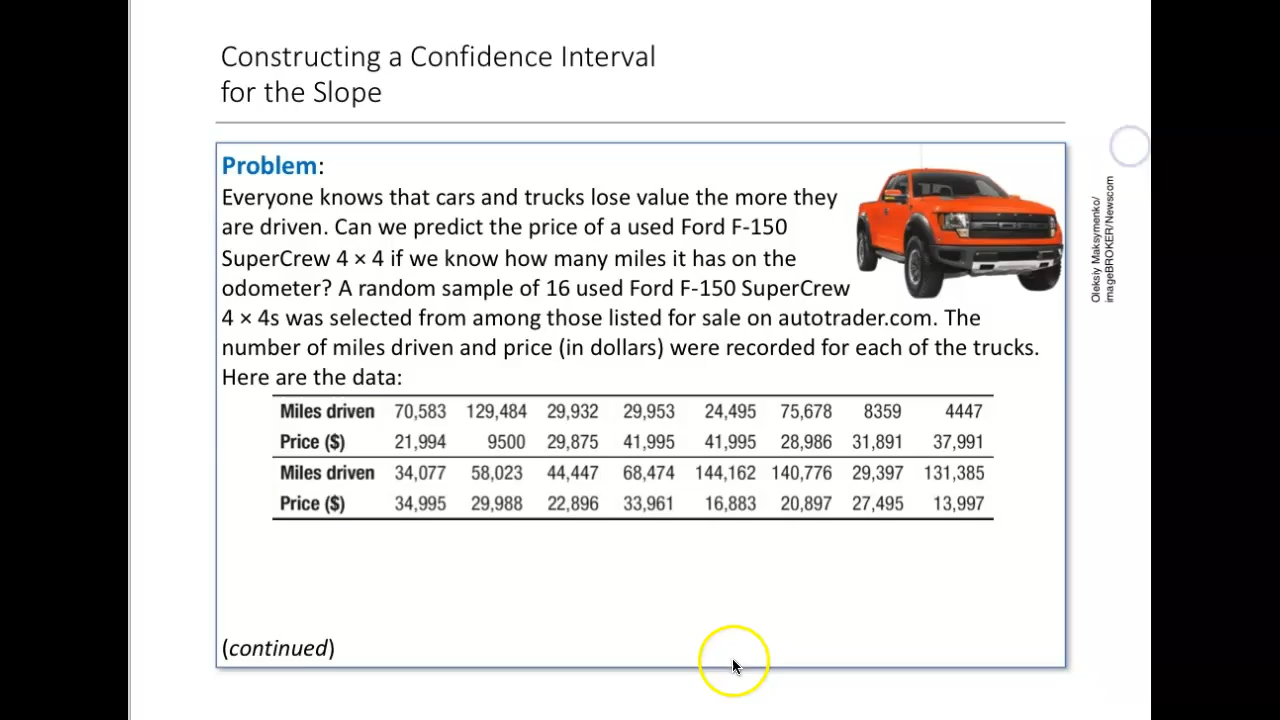 Constructing a Confidence Interval
for the Slope
Problem:
Everyone knows that cars and trucks lose value the more they
are driven. Can we predict the price of a used Ford F-150
SuperCrew 4 × 4 if we know how many miles it has on the
odometer? A random sample of 16 used Ford F-150 SuperCrew
4 × 4s was selected from among those listed for sale on autotrader.com. The
number of miles driven and price (in dollars) were recorded for each of the trucks.
Here are the data:
Miles driven 70,583 129,484 29,932 29,953 24,495 75,678 8359 4447
Price ($) 21,994 9500 29,875 41,995 41,995 28,986 31,891 37,991
Miles driven 34,077 58,023 44,447 68,474 144,162 140,776 29,397 131,385
Price ($) 34,995 29,988 22,896 33,961 16,883 20,897 27,495 13,997
(continued)
Oleksiy Maksymenko/
imageBROKER/Newscom